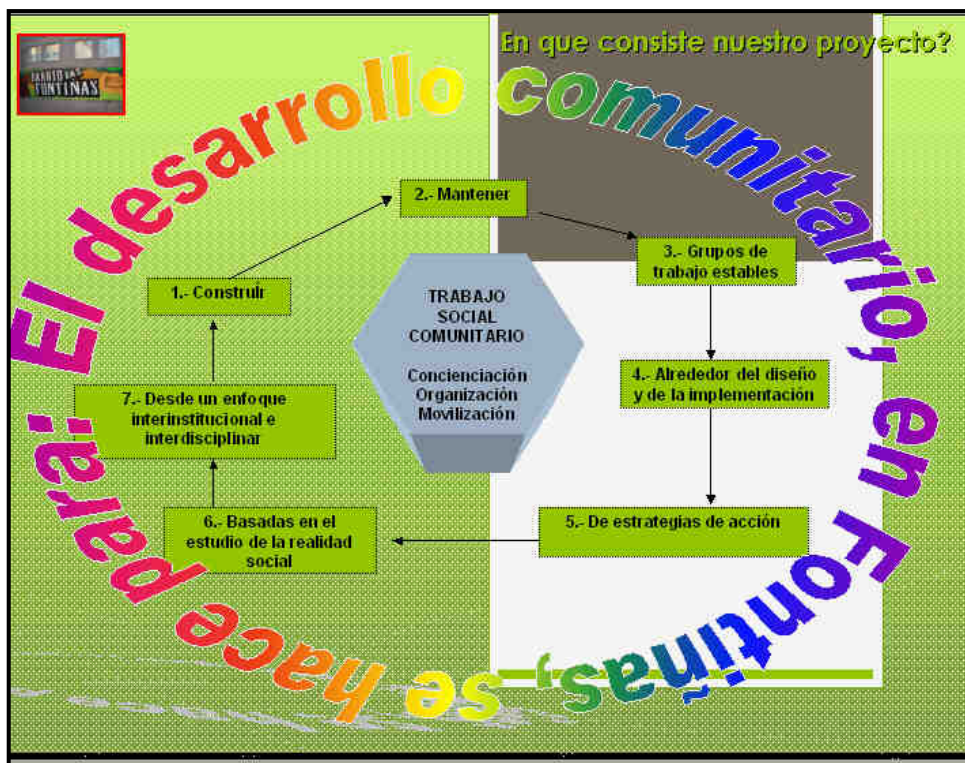 En que consiste nuestro proyecto?
FONTIÑAS
El desarrollo comunitario, en Fontiñas, se hace para:
1.- Construir
2.- Mantener
3.- Grupos de
trabajo estables
4.- Alrededor del diseño
y de la implementación
5.- De estrategias de acción
6.- Basadas en el
estudio de la realidad
social
7.- Desde un enfoque
interinstitucional e
interdisciplinar
TRABAJO
SOCIAL
COMUNITARIO
Concienciación
Organización
Movilización